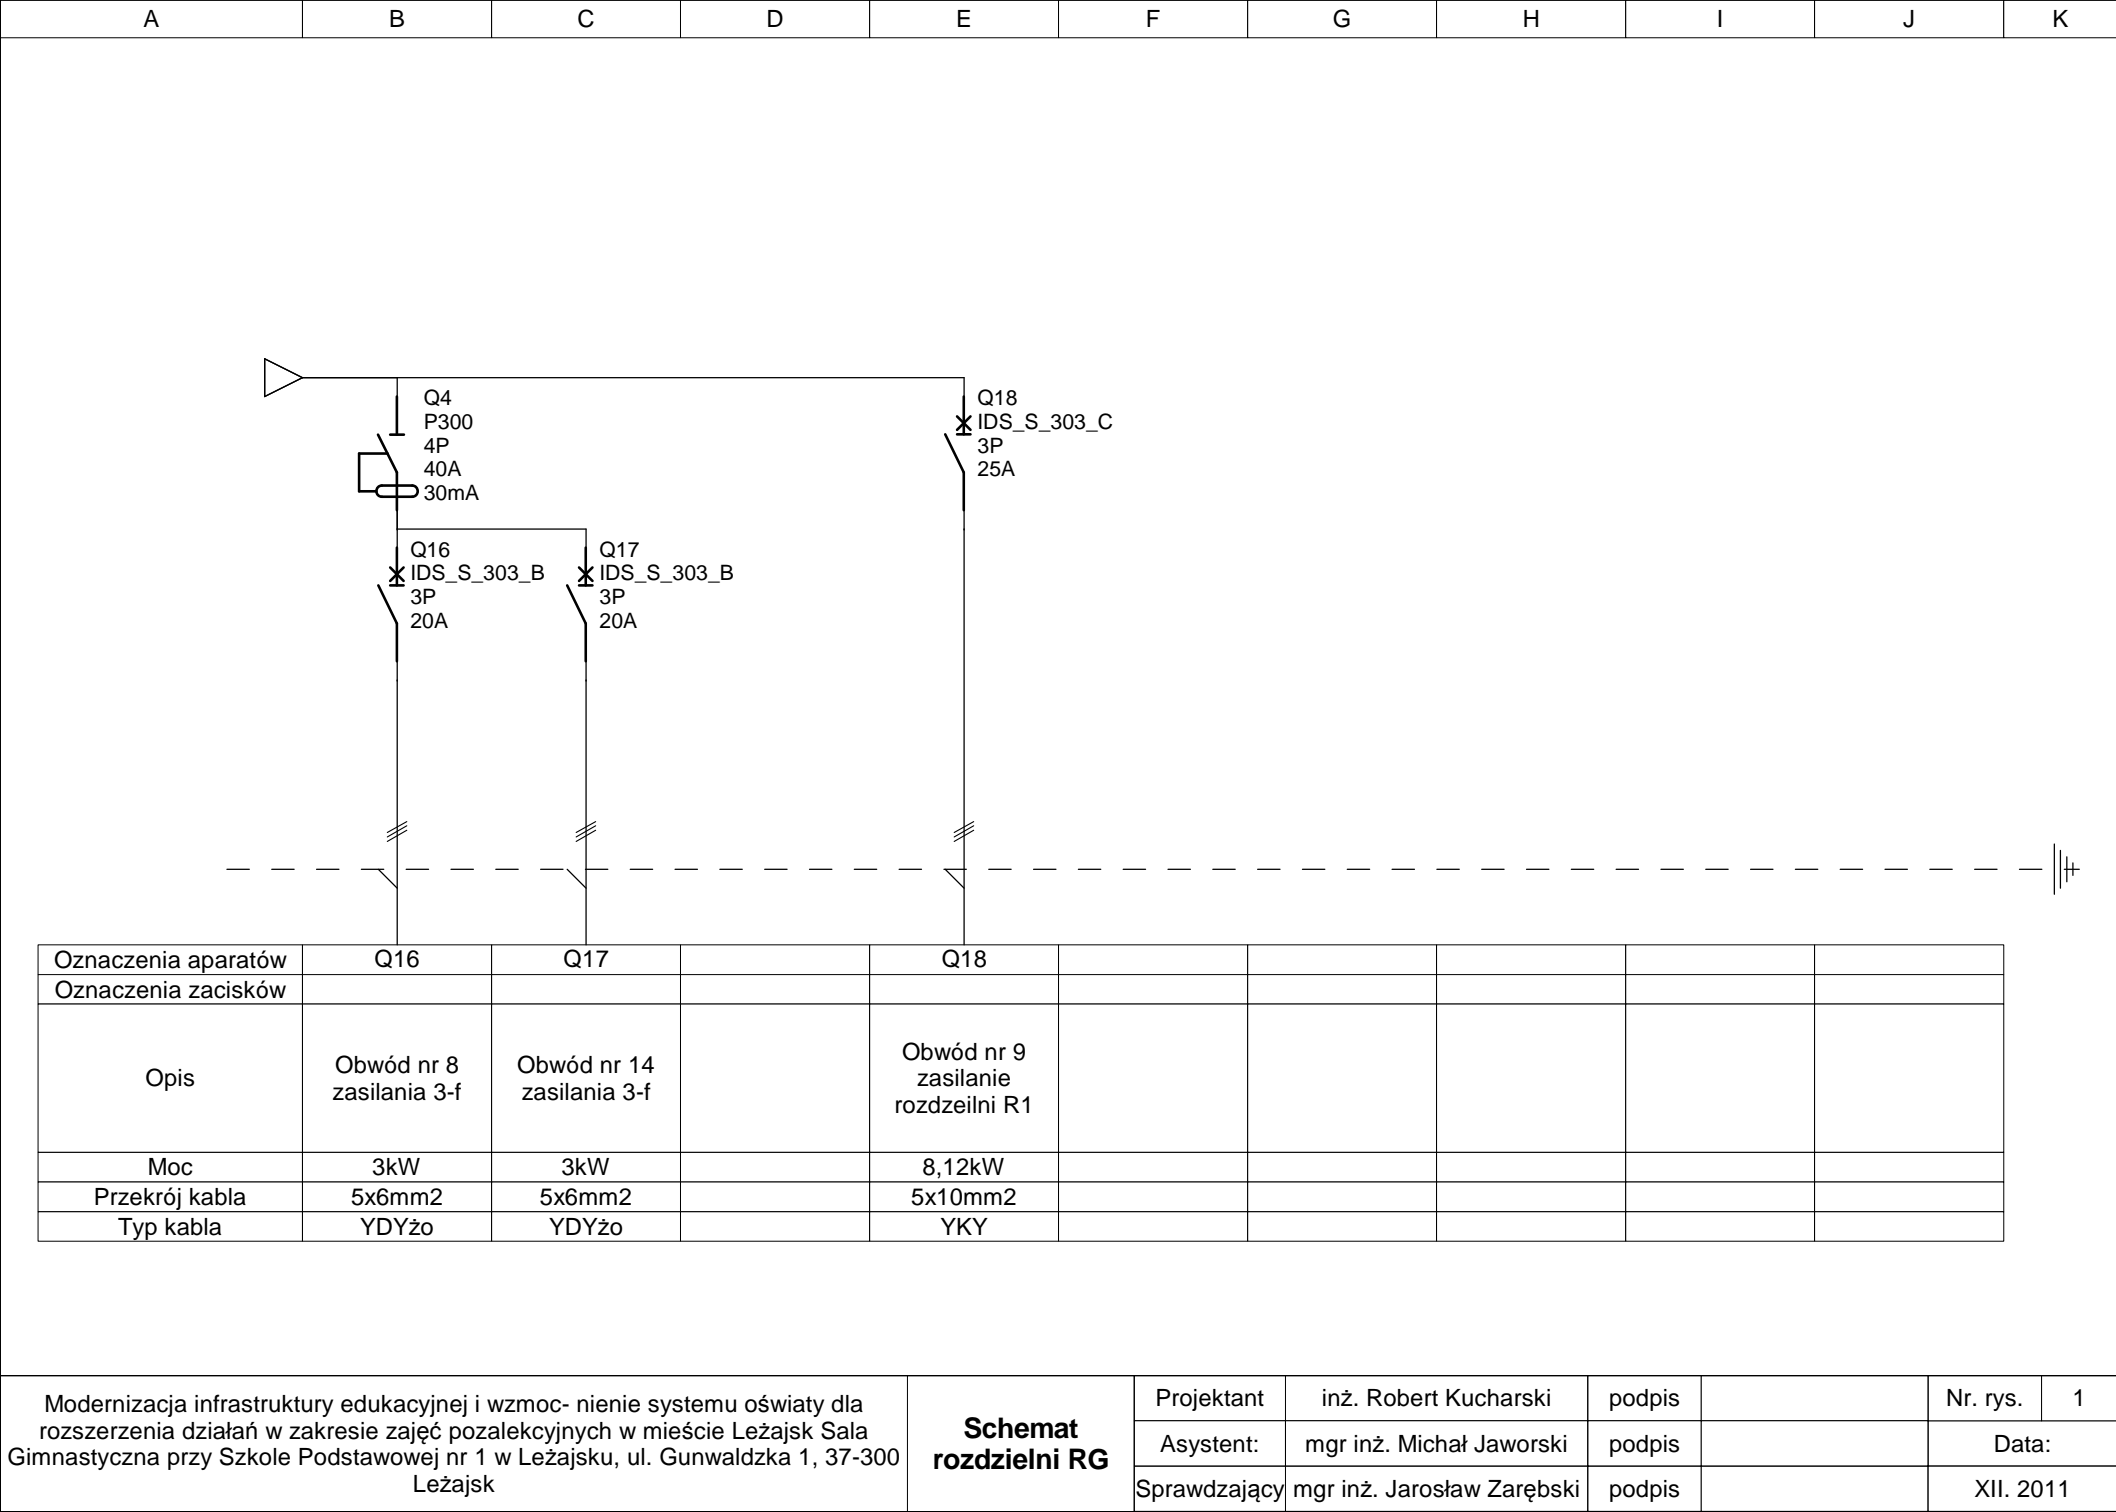 A B C D E F G H I J K
Q4
P300
4P
40A
30mA
Q18
IDS_S_303_C
3P
25A
Q16
IDS_S_303_B
3P
20A
Q17
IDS_S_303_B
3P
20A
Oznaczenia aparatów Q16 Q17 Q18
Oznaczenia zacisków
Opis
Obwód nr 8
zasilania 3-f
Obwód nr 14
zasilania 3-f
Obwód nr 9
zasilanie
rozdzeilni R1
Moc 3kW 3kW 8,12kW
Przekrój kabla 5x6mm2 5x6mm2 5x10mm2
Typ kabla YDYżo YDYżo YKY
Modernizacja infrastruktury edukacyjnej i wzmoc- nienie systemu oświaty dla
rozszerzenia działań w zakresie zajęć pozalekcyjnych w mieście Leżajsk Sala
Gimnastyczna przy Szkole Podstawowej nr 1 w Leżajsku, ul. Gunwaldzka 1, 37-300
Leżajsk
Schemat
rozdzielni RG
Projektant inż. Robert Kucharski podpis Nr. rys. 1
Asystent: mgr inż. Michał Jaworski podpis Data:
Sprawdzający mgr inż. Jarosław Zarębski podpis XII. 2011